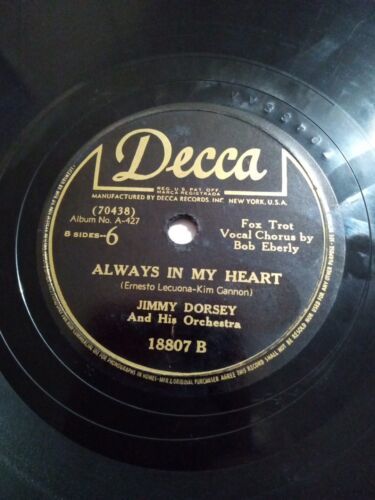 Decca
REG. U.S. PAT. OFF.
MARCA REGISTRADA
MANUFACTURED BY DECCA RECORDS, INC. NEW YORK, U.S.A.
(70438)
Album No. A-427
8 SIDES-6
Fox Trot
Vocal Chorus by
Bob Eberly
ALWAYS IN MY HEART
(Ernesto Lecuona-Kim Gannon)
JIMMY DORSEY
And His Orchestra
18807 B